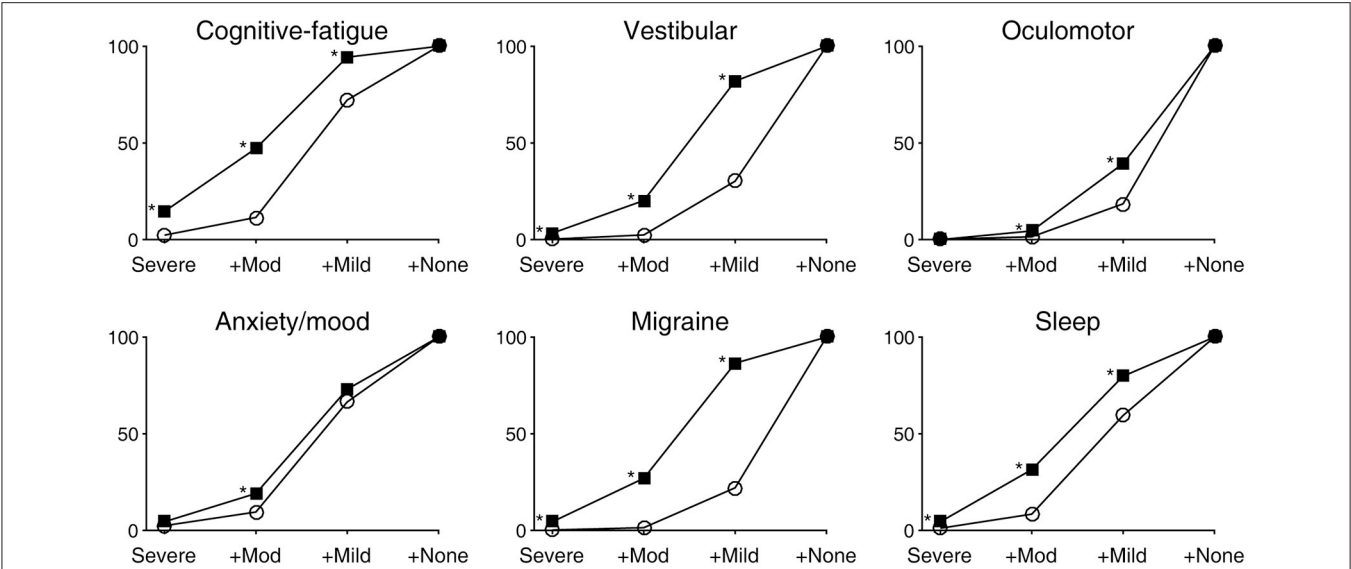 Cognitive-fatigue Vestibular Oculomotor
100 100 100
* * *
50 * 50 50
* * *
* * *
0 0 0
Severe +Mod +Mild +None Severe +Mod +Mild +None Severe +Mod +Mild +None
Anxiety/mood Migraine Sleep
100 100 100
* *
50 50 50
* * *
* *
0 0 0
Severe +Mod +Mild +None Severe +Mod +Mild +None Severe +Mod +Mild +None